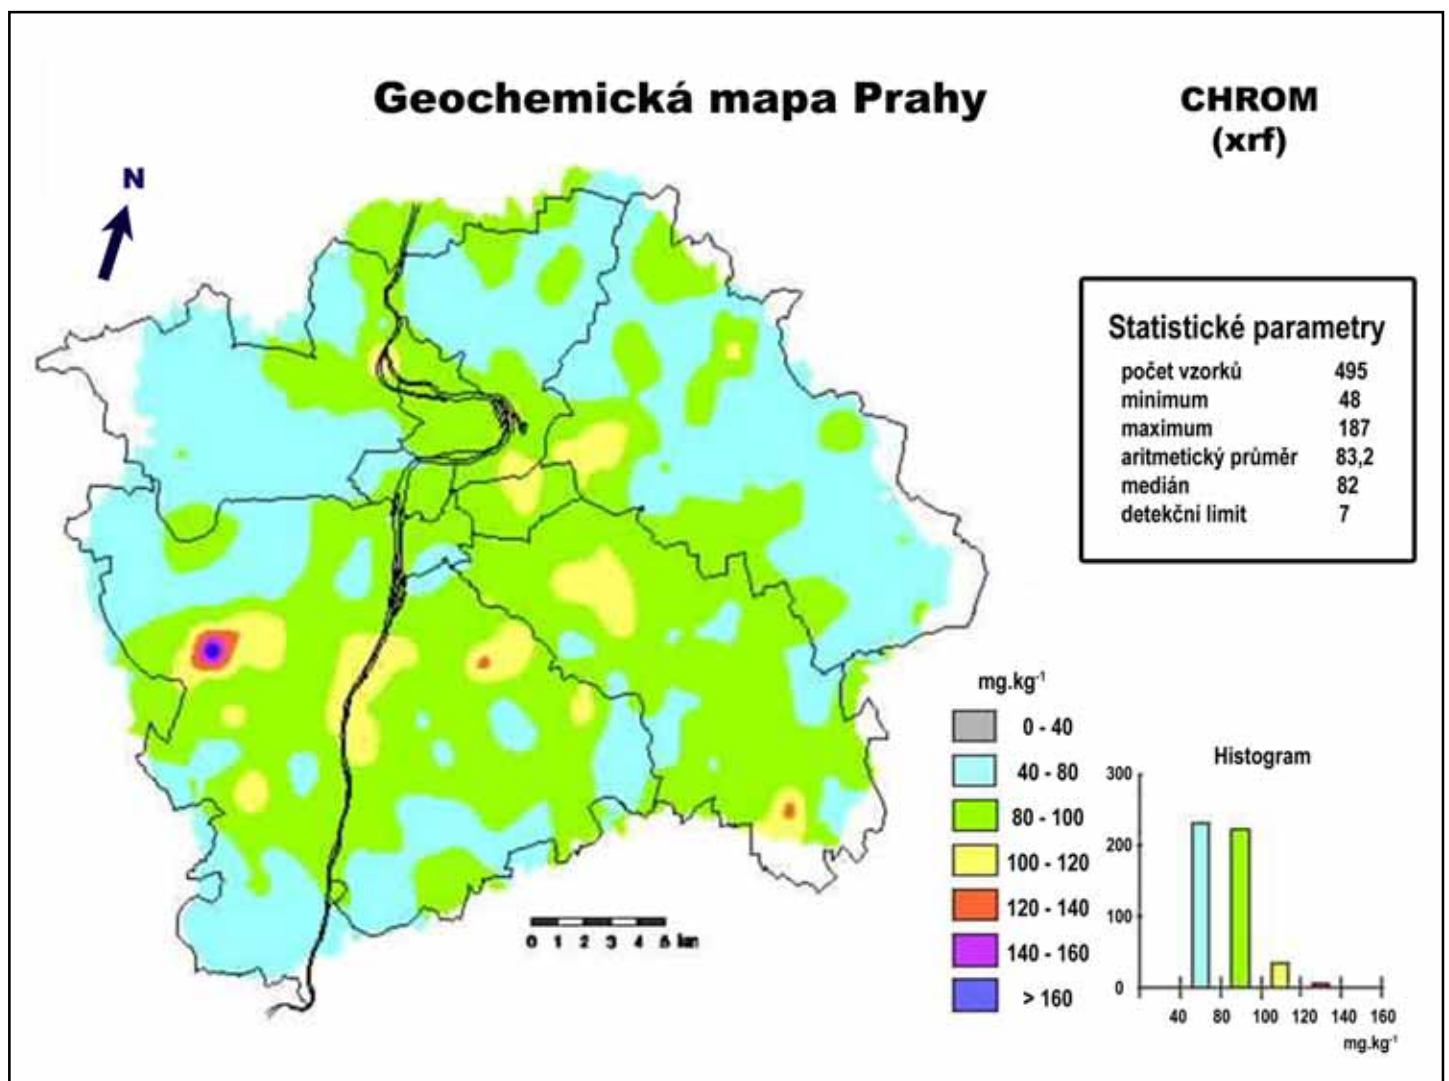 Geochemická mapa Prahy
CHROM
(xrf)
N
Statistické parametry
počet vzorků 495
minimum 48
maximum 187
aritmetický průměr 83,2
medián 82
detekční limit 7
mg.kg-1
0 - 40
40 - 80
80 - 100
100 - 120
120 - 140
140 - 160
> 160
Histogram
300
200
100
0
40 80 100 120 140 160
mg.kg-1
0 1 2 3 4 5 km